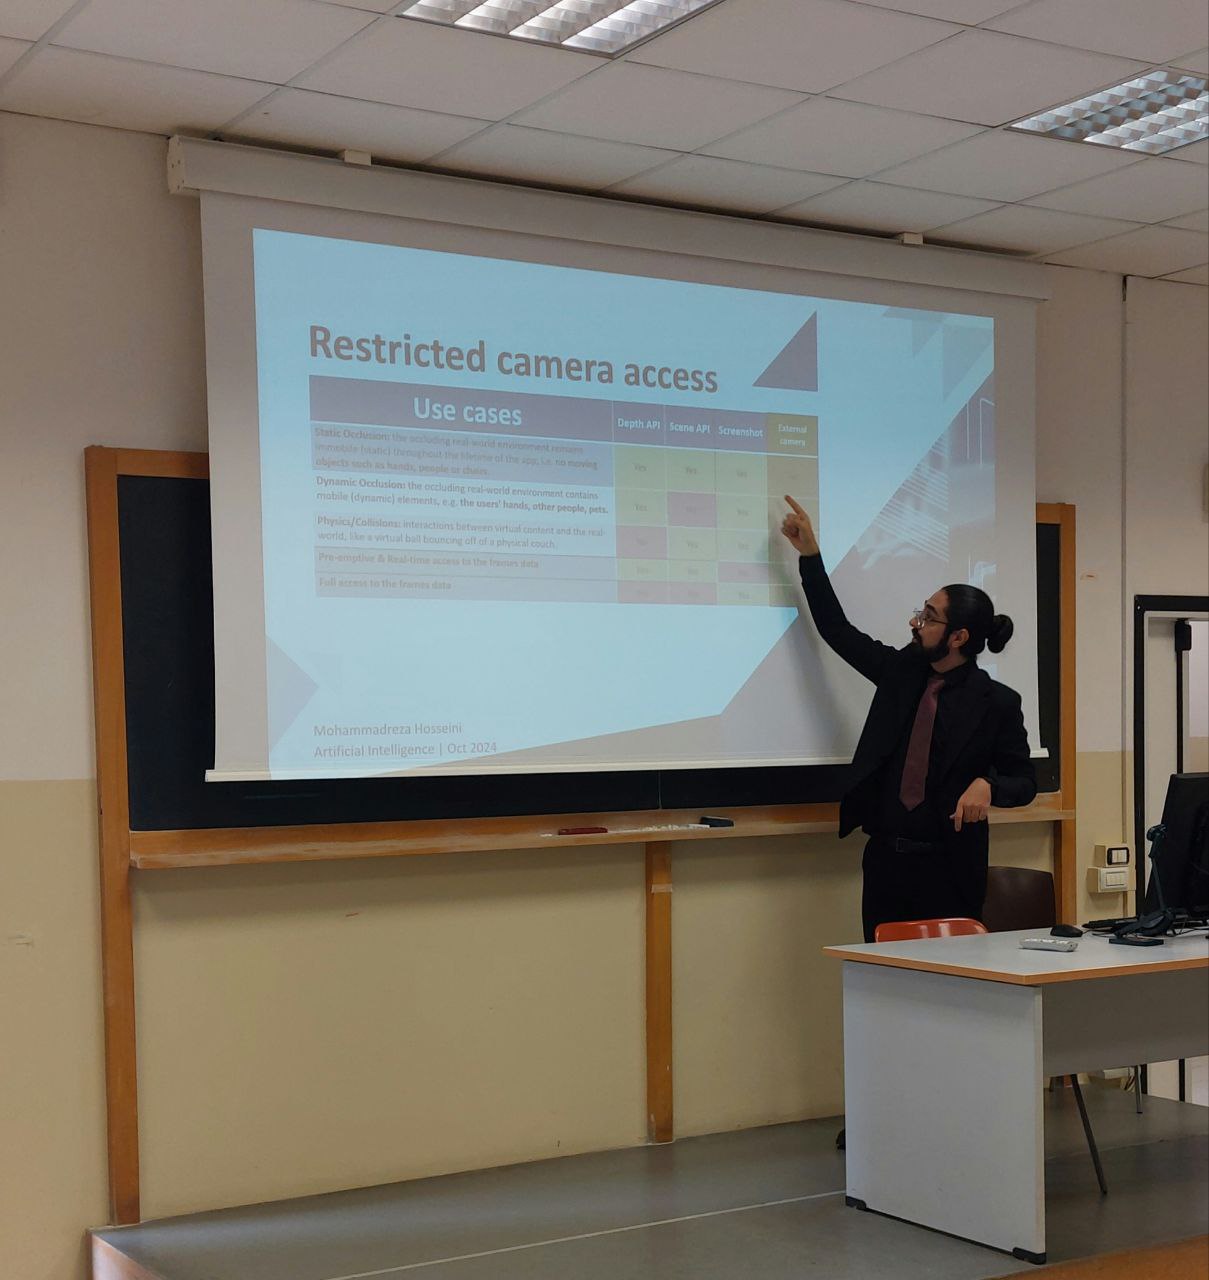 Restricted camera access
Use cases
Depth API
Scene API
Screenshot
External
camera
Static Occlusion: the occluding real-world environment remains
immobile (static) throughout the lifetime of the app, i.e. no moving
objects such as hands, people or chairs.
Yes
Yes
Yes
Dynamic Occlusion: the occluding real-world environment contains
mobile (dynamic) elements, e.g. the users' hands, other people, pets.
Yes
Yes
Physics/Collisions: interactions between virtual content and the real-
world, like a virtual ball bouncing off of a physical couch.
Yes
Pre-emptive & Real-time access to the frames data
Full access to the frames data
Yes
Mohammadreza Hosseini
Artificial Intelligence | Oct 2024